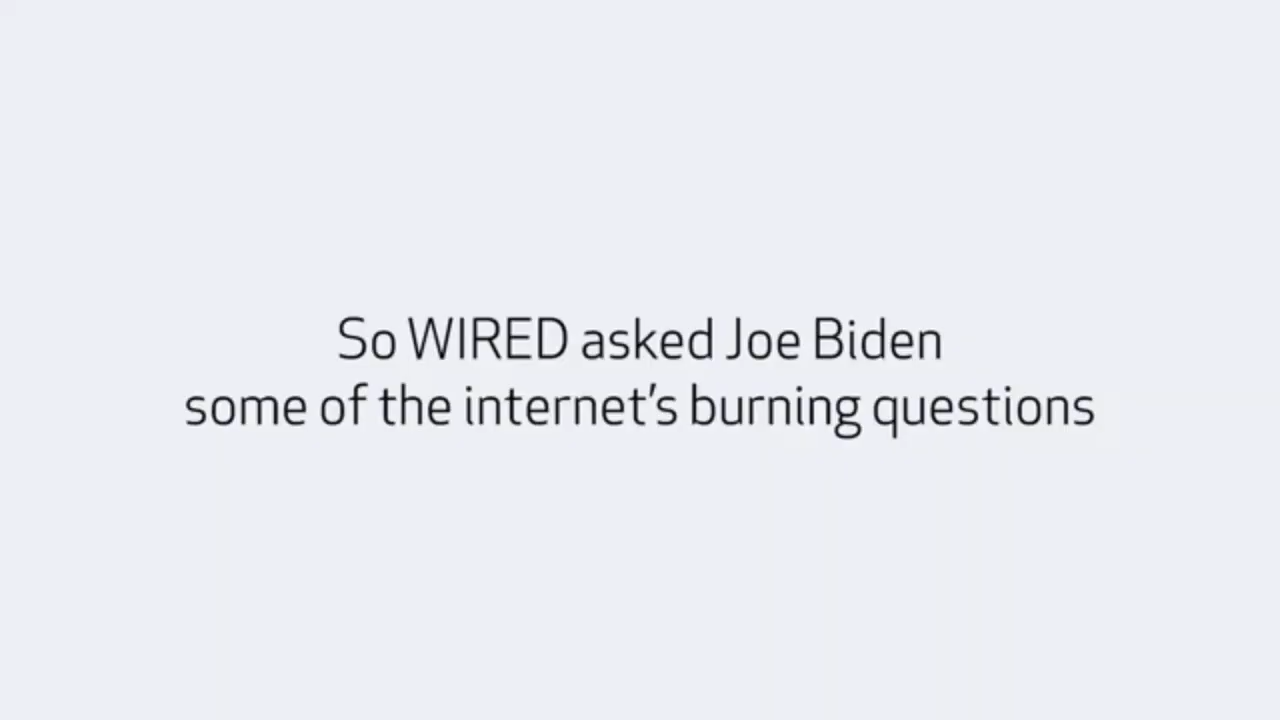 So WIRED asked Joe Biden
some of the internet’s burning questions